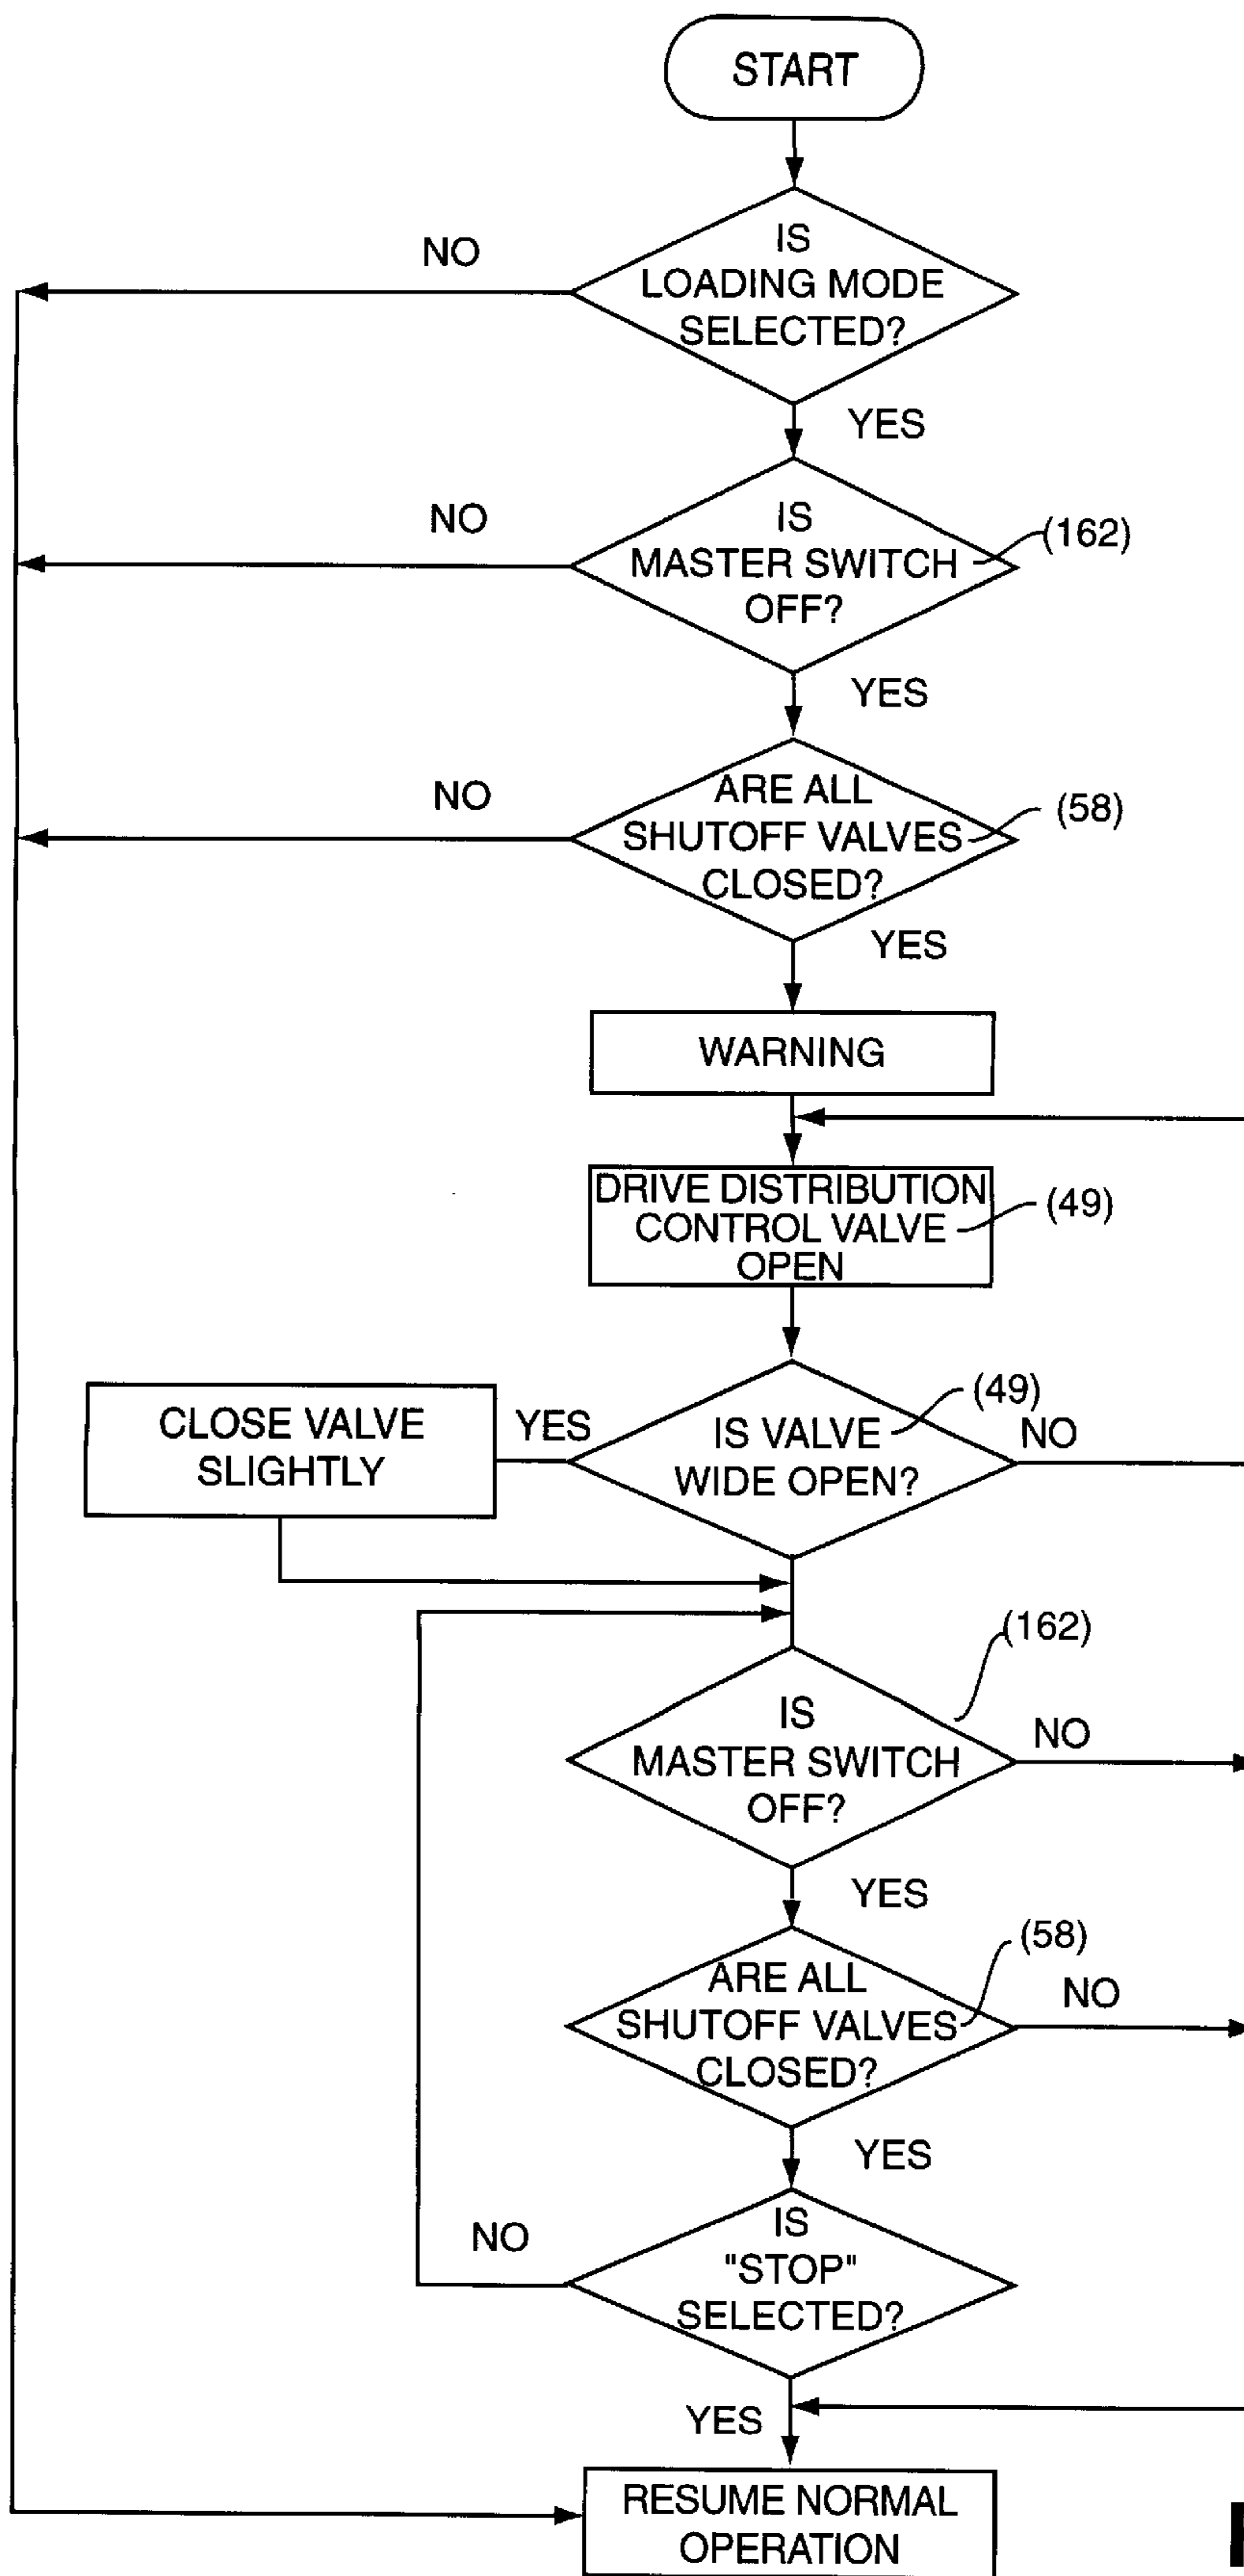 START
IS
LOADING MODE
SELECTED?
NO
YES
IS
MASTER SWITCH
OFF?
(162)
NO
YES
ARE ALL
SHUTOFF VALVES
CLOSED?
(58)
NO
YES
WARNING
DRIVE DISTRIBUTION
CONTROL VALVE
OPEN
(49)
IS VALVE
WIDE OPEN?
(49)
YES
NO
CLOSE VALVE
SLIGHTLY
IS
MASTER SWITCH
OFF?
(162)
NO
YES
ARE ALL
SHUTOFF VALVES
CLOSED?
(58)
NO
YES
IS
"STOP"
SELECTED?
NO
YES
RESUME NORMAL
OPERATION